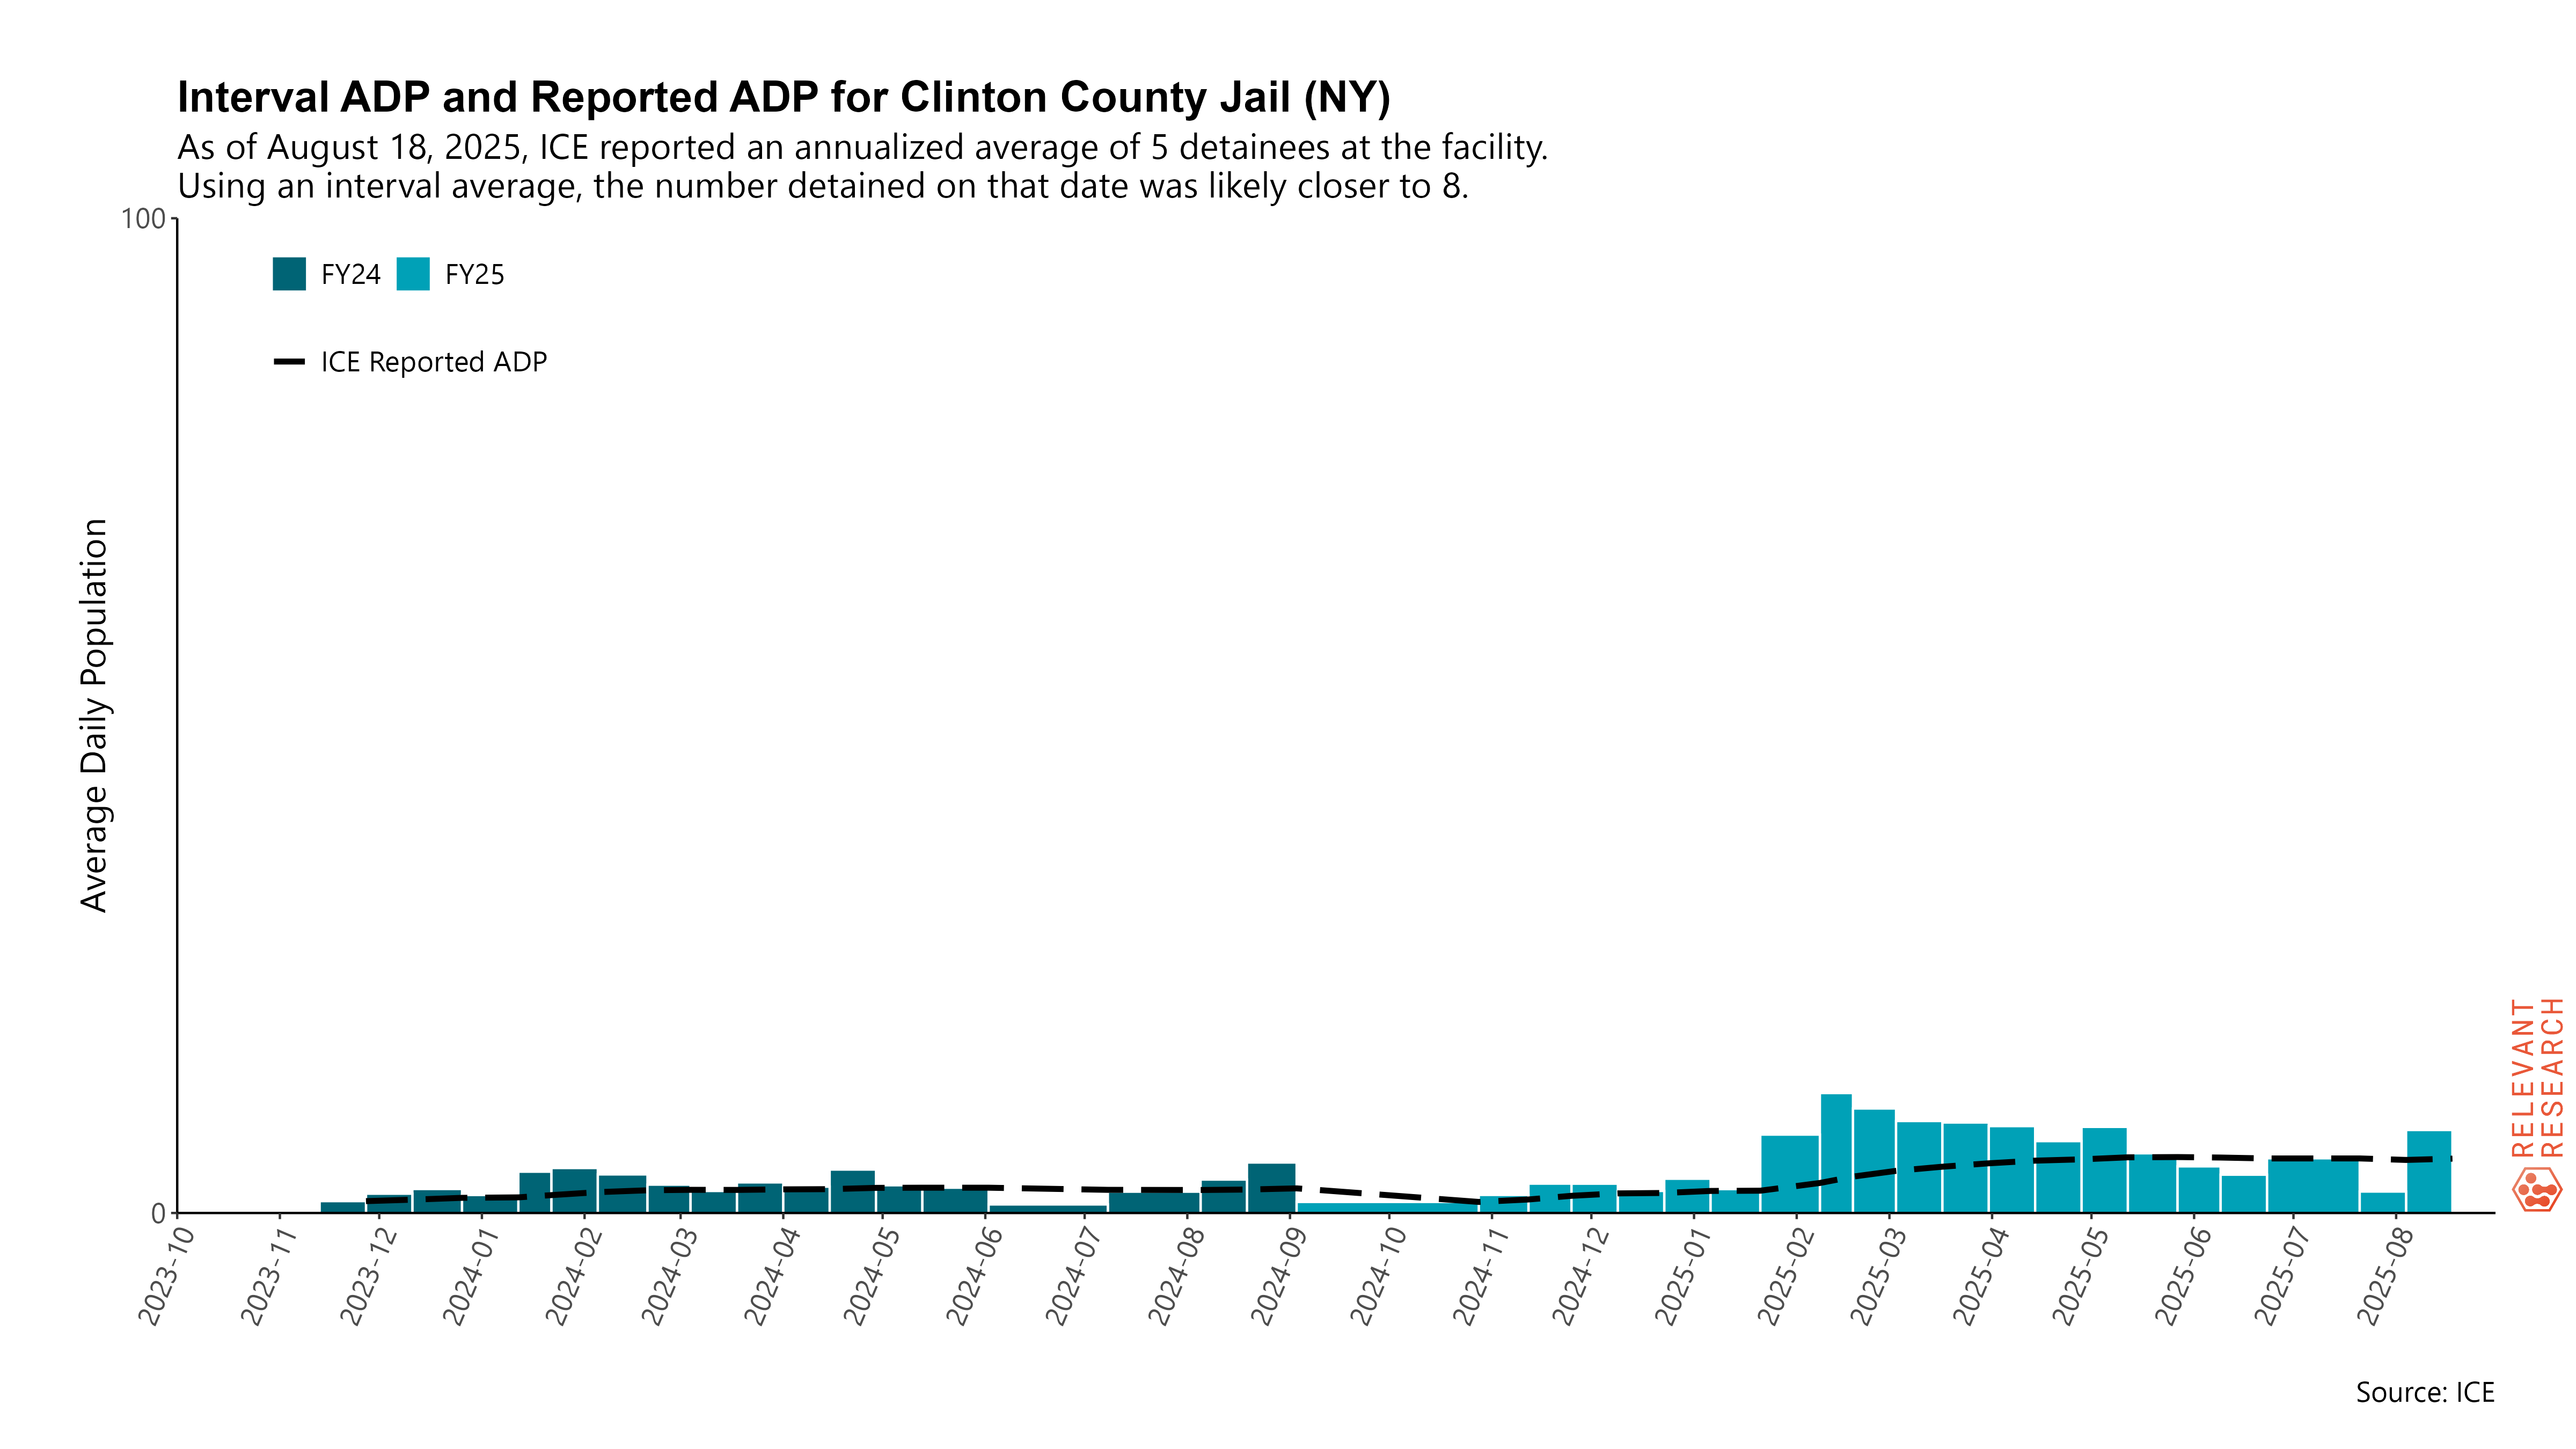 Interval ADP and Reported ADP for Clinton County Jail (NY)
As of August 18, 2025, ICE reported an annualized average of 5 detainees at the facility.
Using an interval average, the number detained on that date was likely closer to 8.
100
FY24
FY25
ICE Reported ADP
Average Daily Population
0
2023-10
2023-11
2023-12
2024-01
2024-02
2024-03
2024-04
2024-05
2024-06
2024-07
2024-08
2024-09
2024-10
2024-11
2024-12
2025-01
2025-02
2025-03
2025-04
2025-05
2025-06
2025-07
2025-08
RELEVANT
RESEARCH
Source: ICE